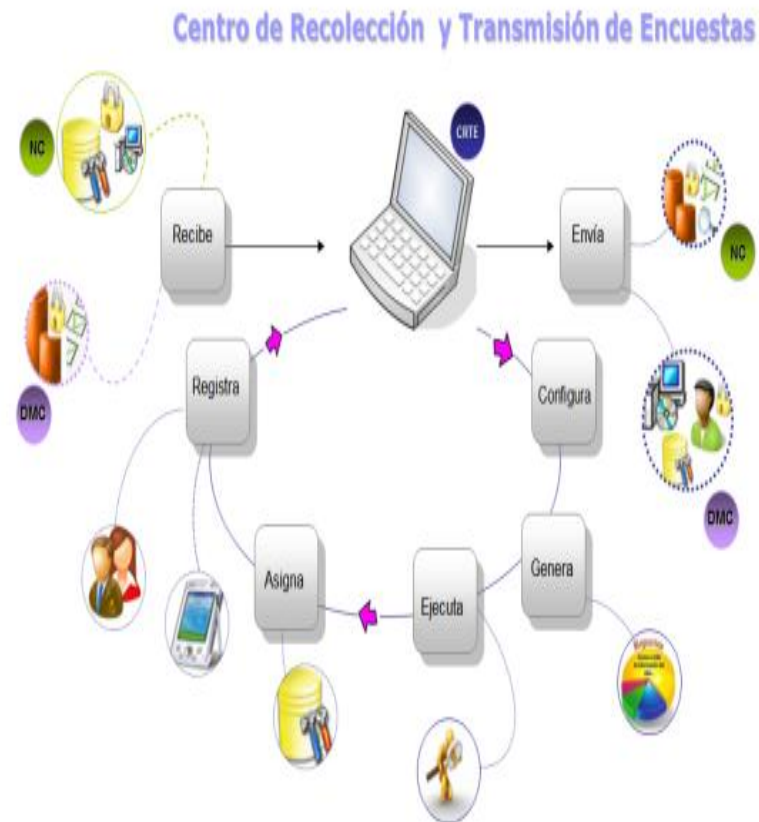 Centro de Recolección y Transmisión de Encuestas
NC
CRTE
Recibe
Envía
NC
DMC
Registra
Configura
DMC
Asigna
Ejecuta
Genera